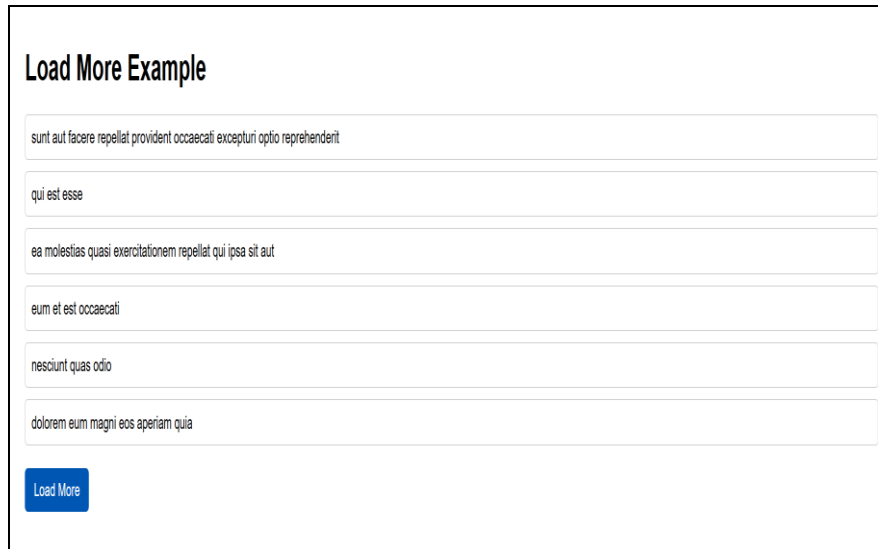 Load More Example
sunt aut facere repellat provident occaecati excepturi optio reprehenderit
qui est esse
ea molestias quasi exercitationem repellat qui ipsa sit aut
eum et est occaecati
nesciunt quas odio
dolorem eum magni eos aperiam quia
Load More